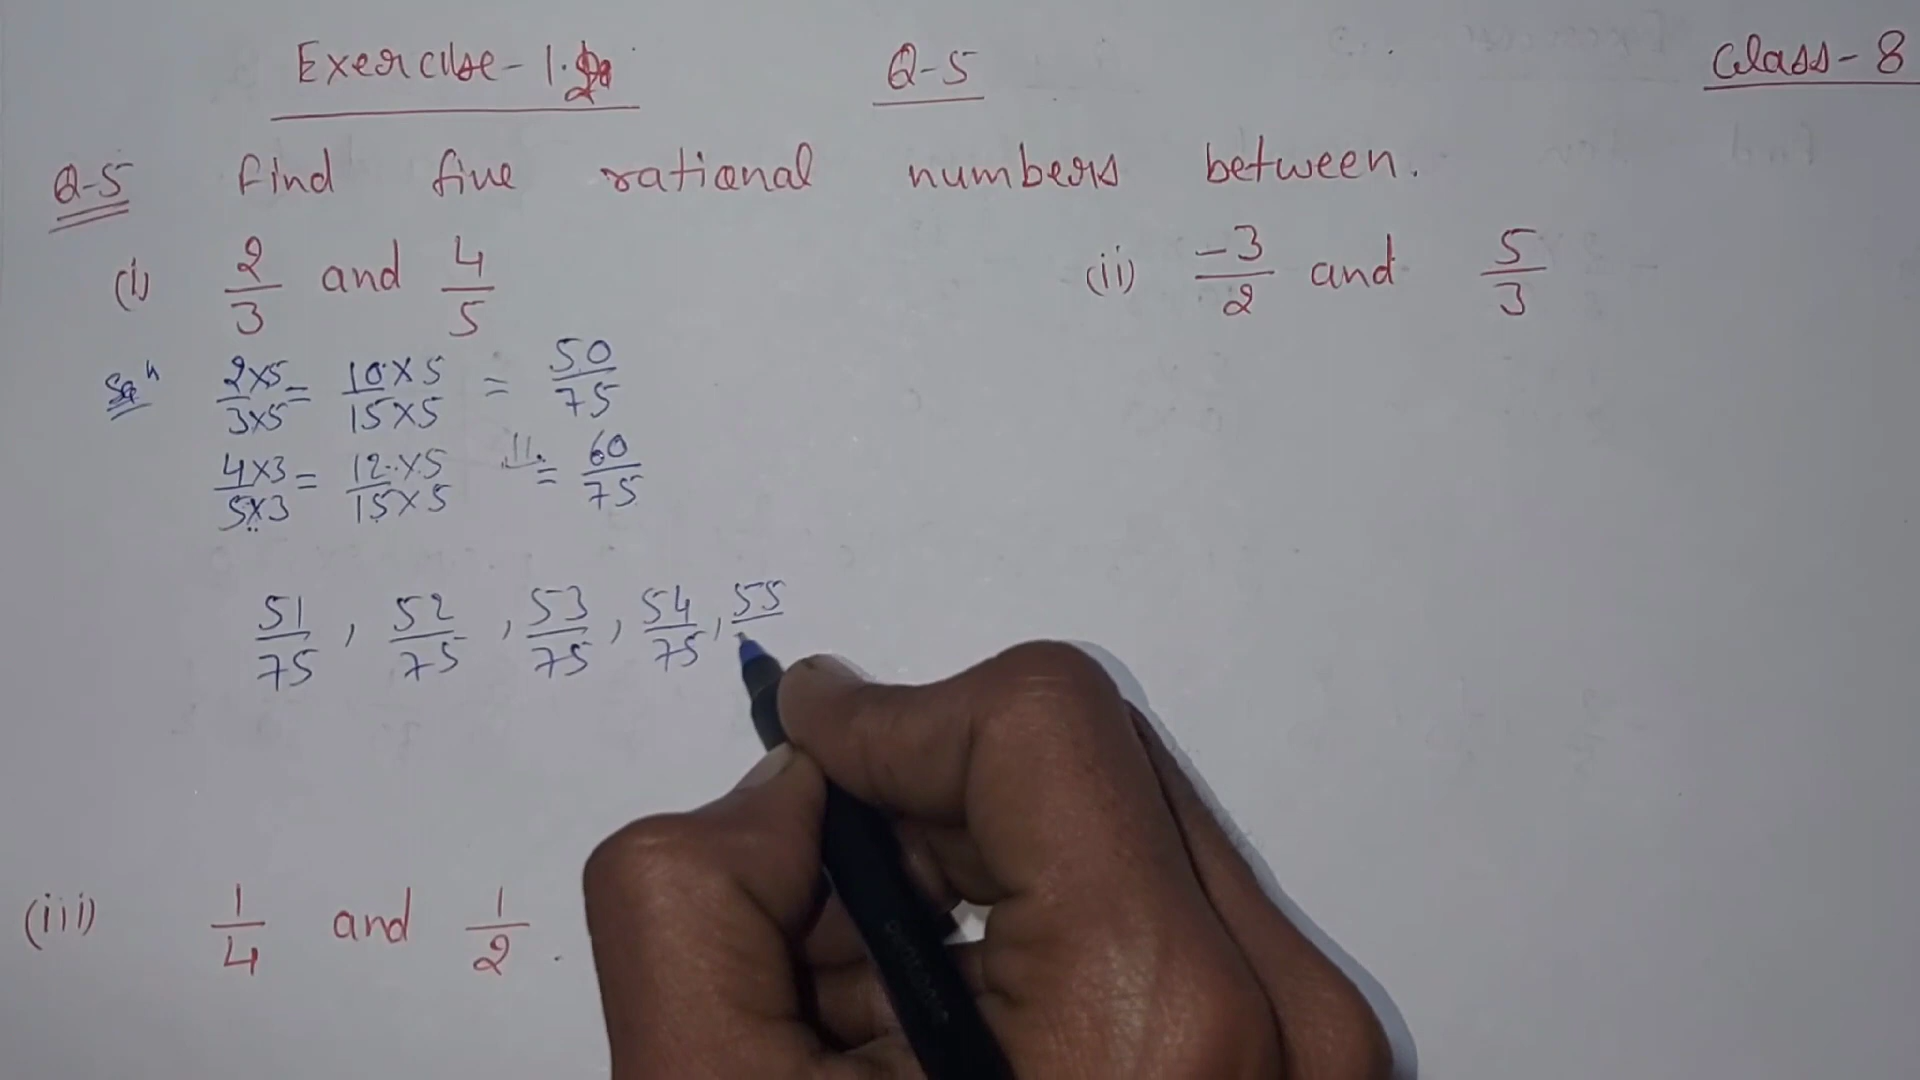 Exercise-1.2 Q-5 Class-8
Q-5 Find five rational numbers between.
(i) 2/3 and 4/5 (ii) -3/2 and 5/3
2×5/3×5 = 10×5/15×5 = 50/75
4×3/5×3 = 12×5/15×5 = 60/75
51/75, 52/75, 53/75, 54/75, 55
(iii) 1/4 and 1/2.